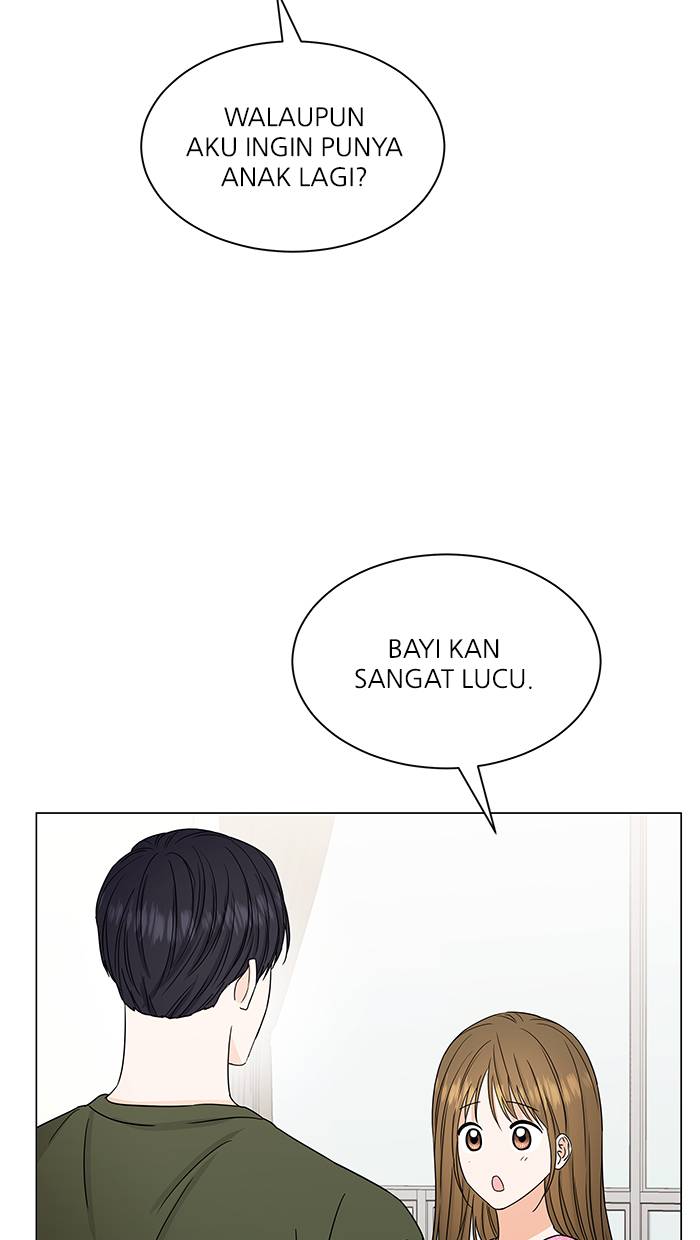 WALAUPUN
AKU INGIN PUNYA
ANAK LAGI?
BAYI KAN
SANGAT LUCU.